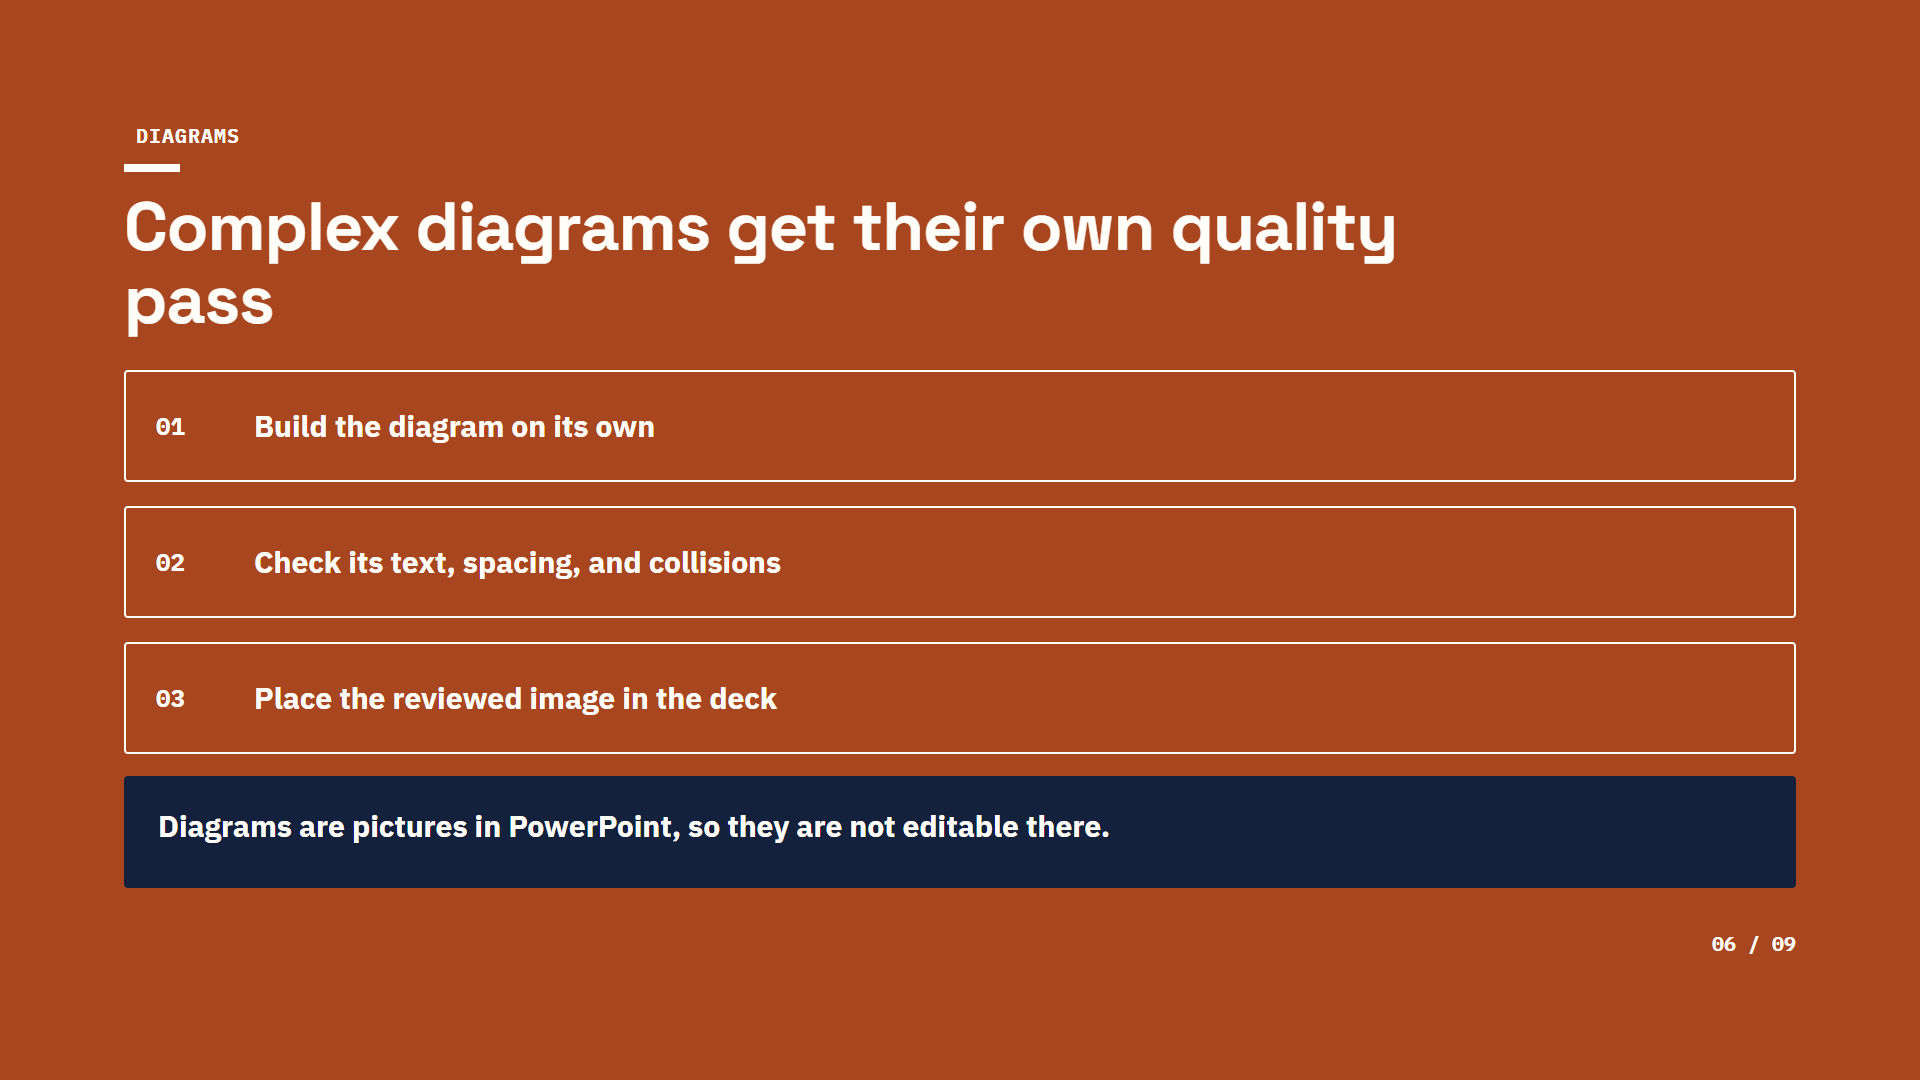 DIAGRAMS
Complex diagrams get their own quality
pass
01 Build the diagram on its own
02 Check its text, spacing, and collisions
03 Place the reviewed image in the deck
Diagrams are pictures in PowerPoint, so they are not editable there.
06 / 09